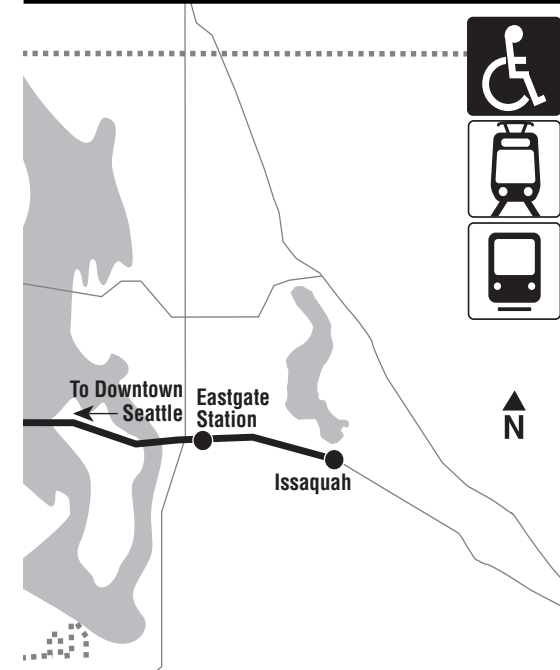 To Downtown
Seattle
Eastgate
Station
Issaquah
N